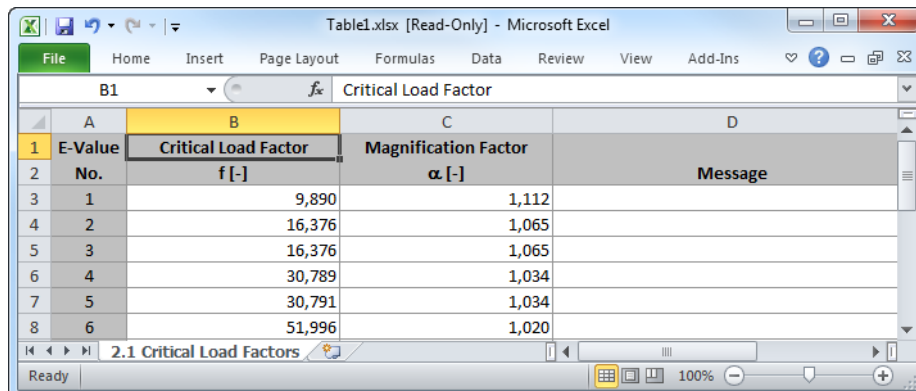 Table1.xlsx [Read-Only] - Microsoft Excel
File Home Insert Page Layout Formulas Data Review View Add-Ins
B1 fx Critical Load Factor
A B C D
1 E-Value Critical Load Factor Magnification Factor
2 No. f [-] α [-] Message
3 1 9,890 1,112
4 2 16,376 1,065
5 3 16,376 1,065
6 4 30,789 1,034
7 5 30,791 1,034
8 6 51,996 1,020
2.1 Critical Load Factors
Ready 100%